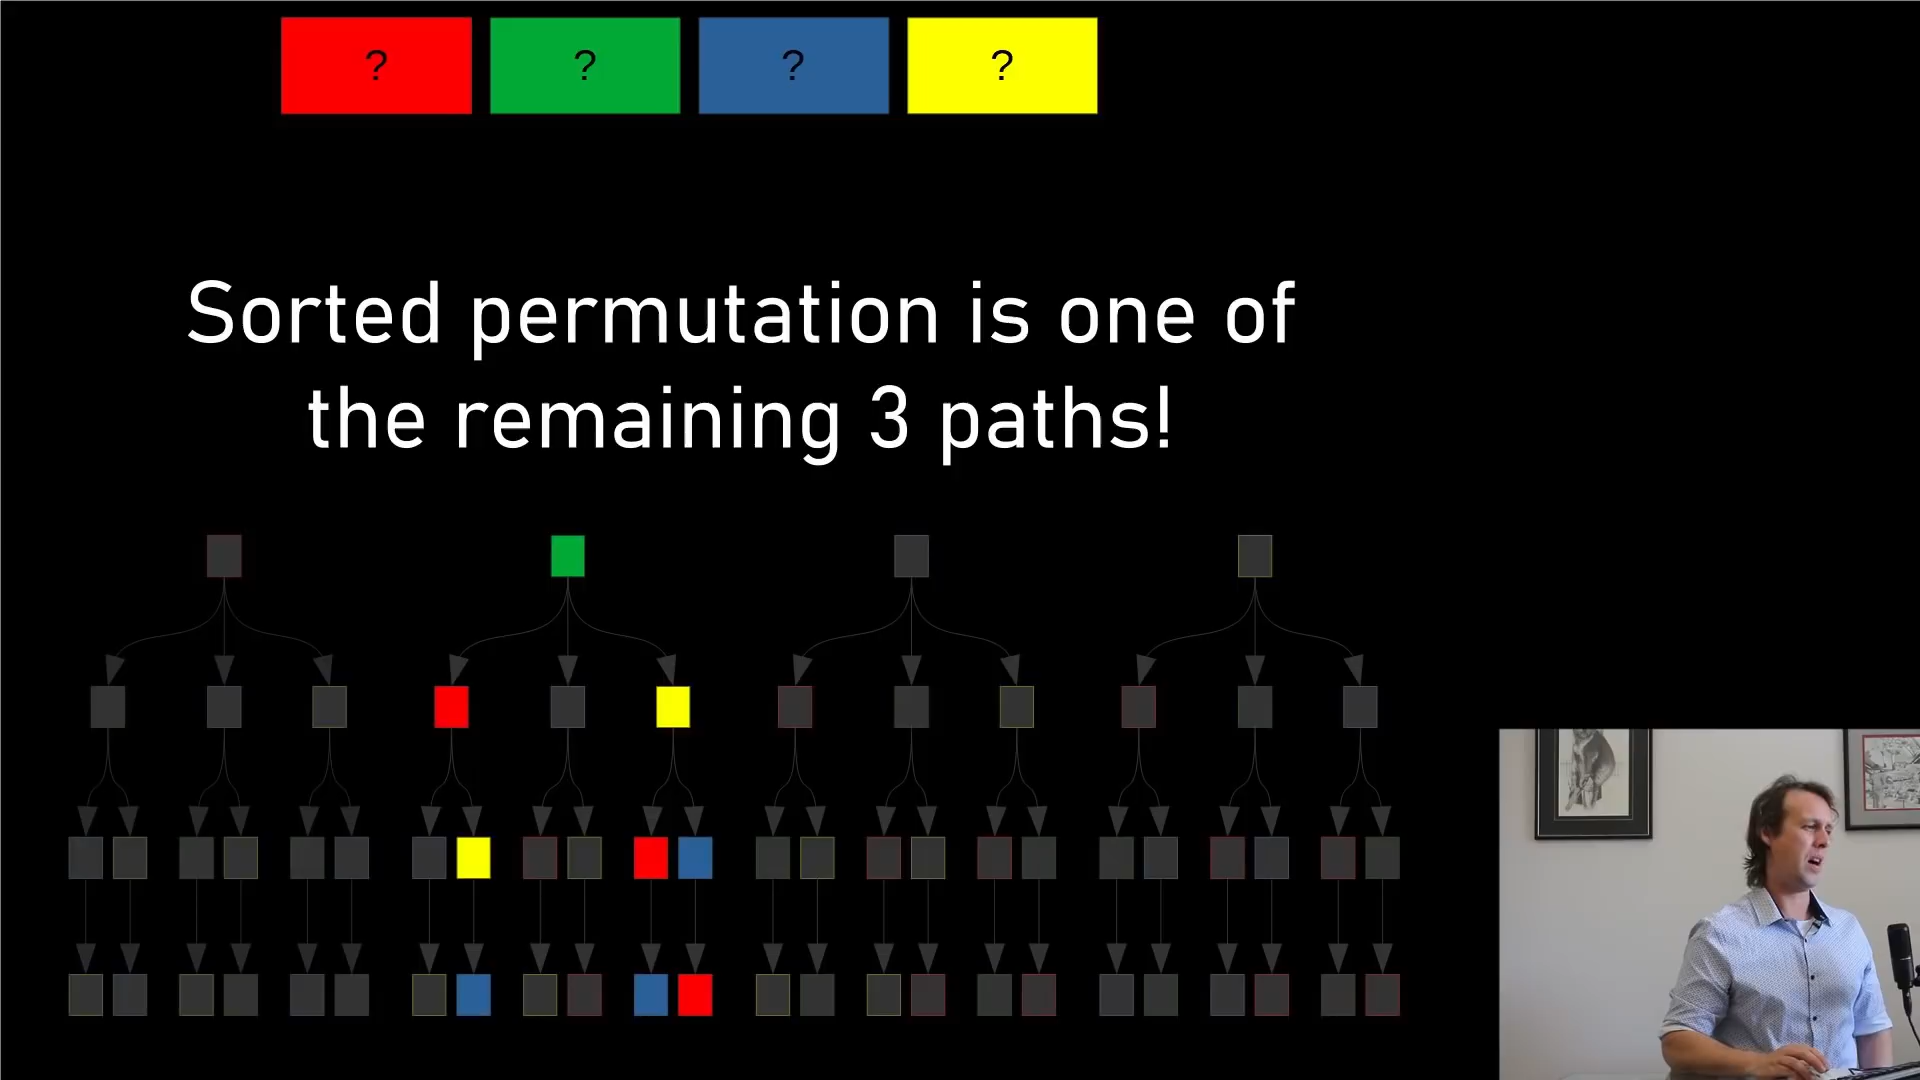 ? ? ? ?
Sorted permutation is one of
the remaining 3 paths!